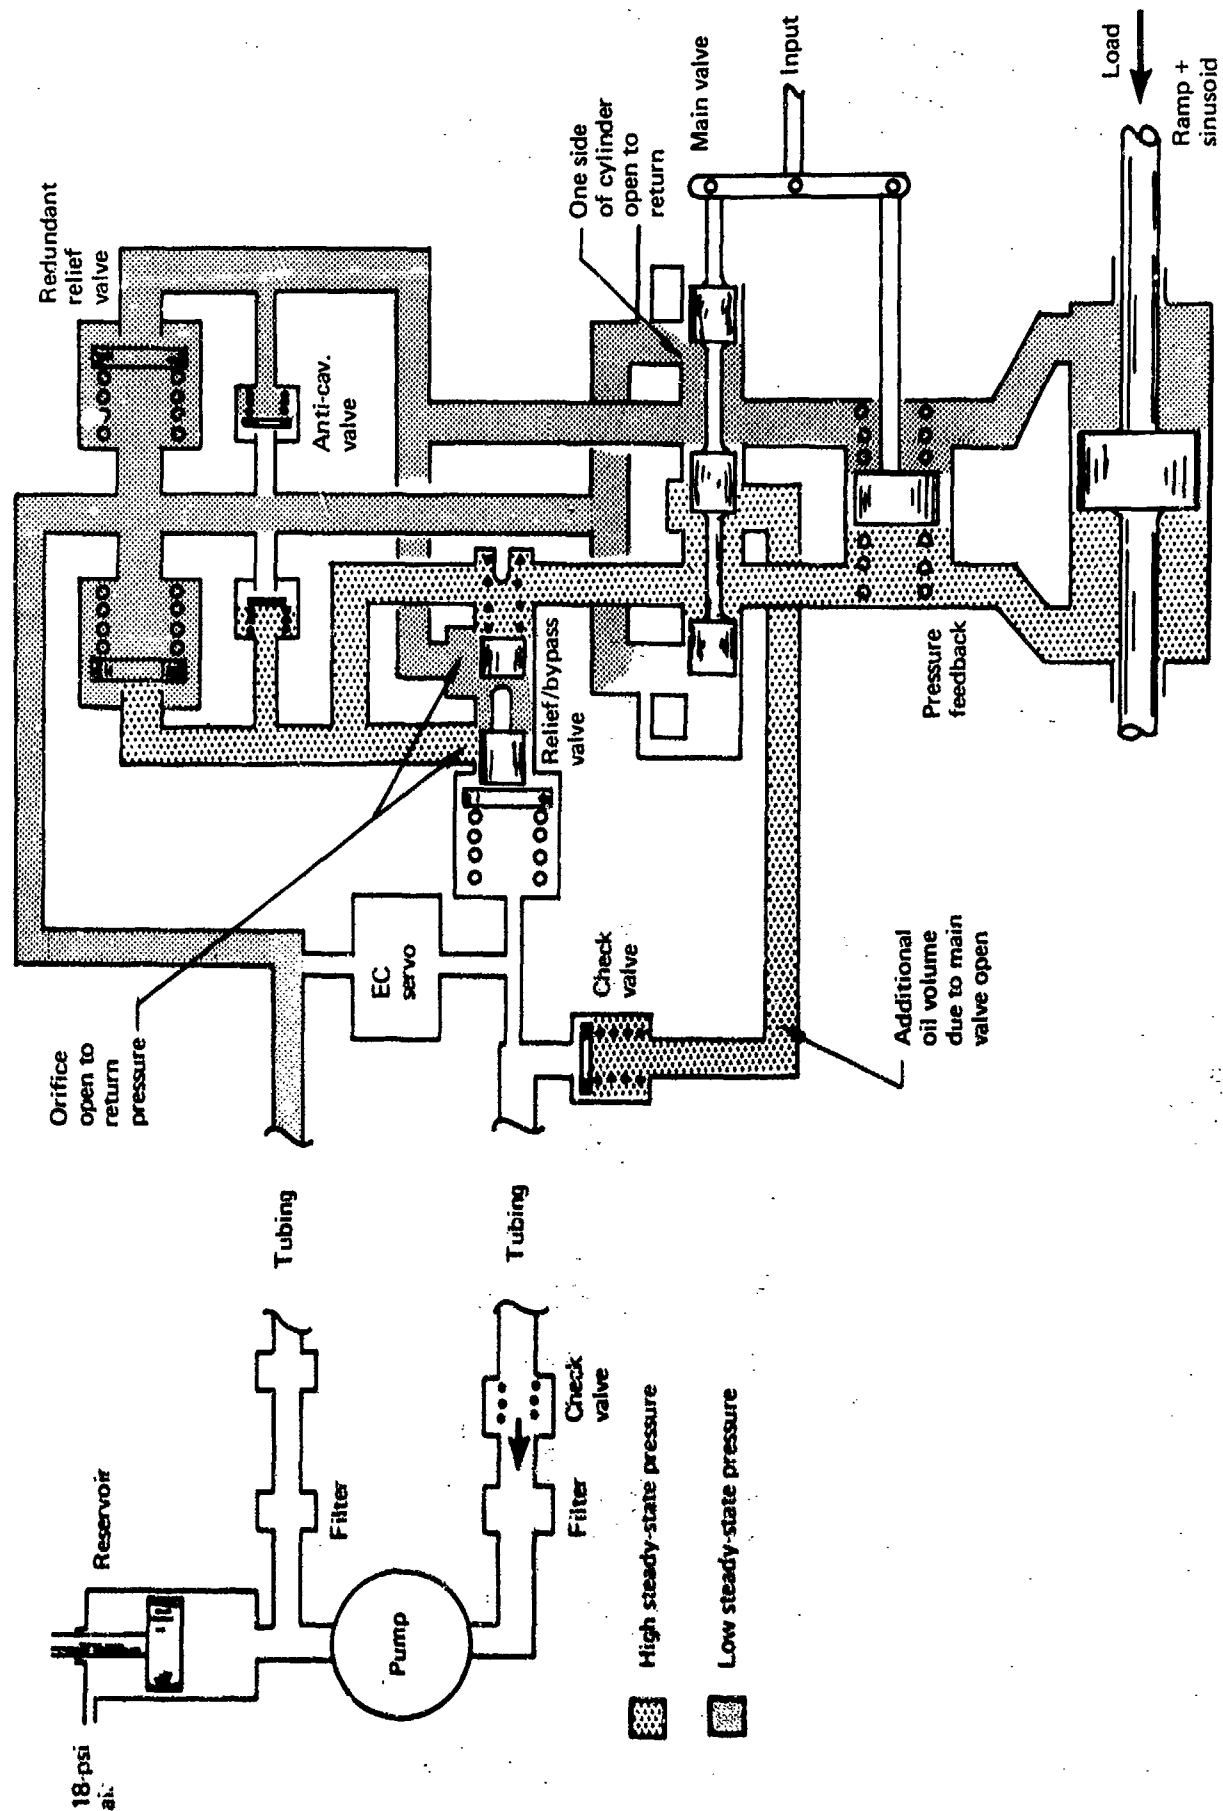 18-psi
Reservoir
Filter
Pump
Filter
Check
valve
High steady-state pressure
Low steady-state pressure
Tubing
Tubing
Orifice
open to
return
pressure
EC
servo
Check
valve
Additional
oil volume
due to main
valve open
Relief/bypass
valve
Anti-cav.
valve
Redundant
relief
valve
One side
of cylinder
open to
return
Main valve
Input
Pressure
feedback
Load
Ramp +
sinusoid